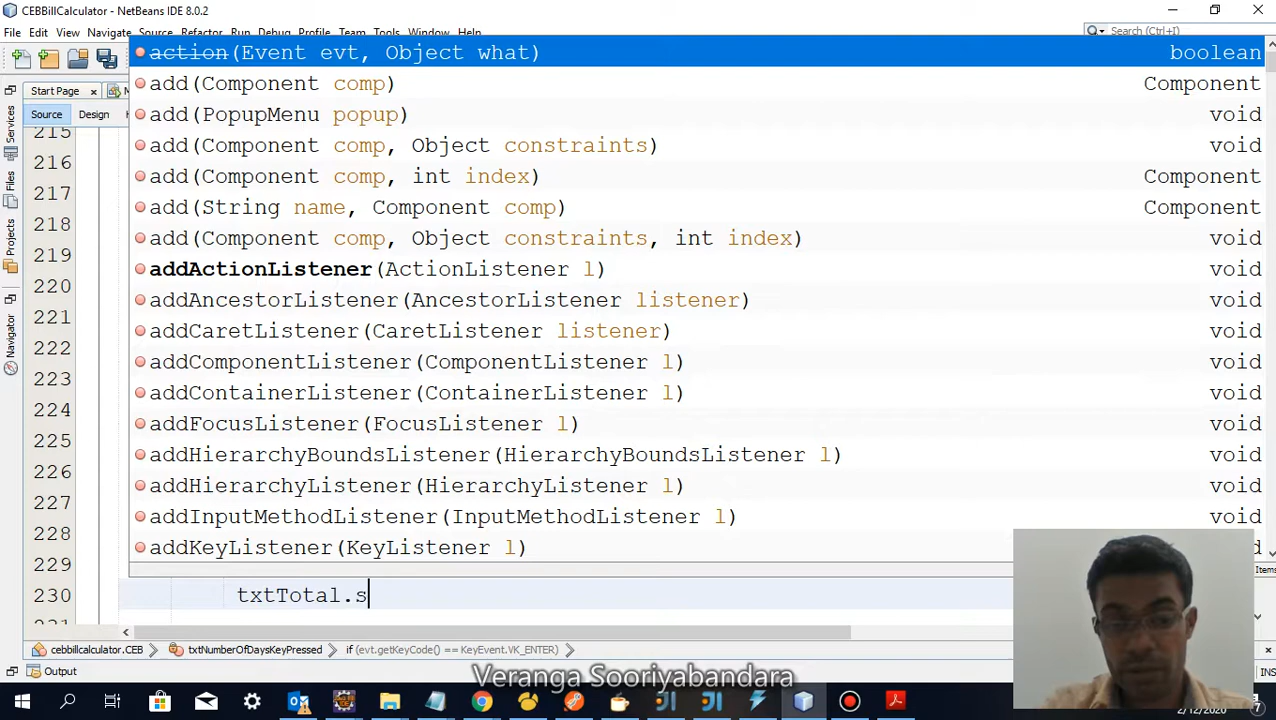 CEBBillCalculator - NetBeans IDE 8.0.2
File Edit View Navigate Source Refactor Run Debug Profile Team Tools Window Help
Search (Ctrl+I)
Start Page
Source Design
Services
Files
Projects
Navigator
action(Event evt, Object what) boolean
add(Component comp) Component
add(PopupMenu popup) void
add(Component comp, Object constraints) void
add(Component comp, int index) Component
add(String name, Component comp) Component
add(Component comp, Object constraints, int index) void
addActionListener(ActionListener l) void
addAncestorListener(AncestorListener listener) void
addCaretListener(CaretListener listener) void
addComponentListener(ComponentListener l) void
addContainerListener(ContainerListener l) void
addFocusListener(FocusListener l) void
addHierarchyBoundsListener(HierarchyBoundsListener l) void
addHierarchyListener(HierarchyListener l) void
addInputMethodListener(InputMethodListener l) void
addKeyListener(KeyListener l) void
215
216
217
218
219
220
221
222
223
224
225
226
227
228
229
230 txtTotal.s
231
cebbillcalculator.CEB txtNumberOfDaysKeyPressed if (evt.getKeyCode() == KeyEvent.VK_ENTER)
Output
Veranga Sooriyabandara
2/12/2020